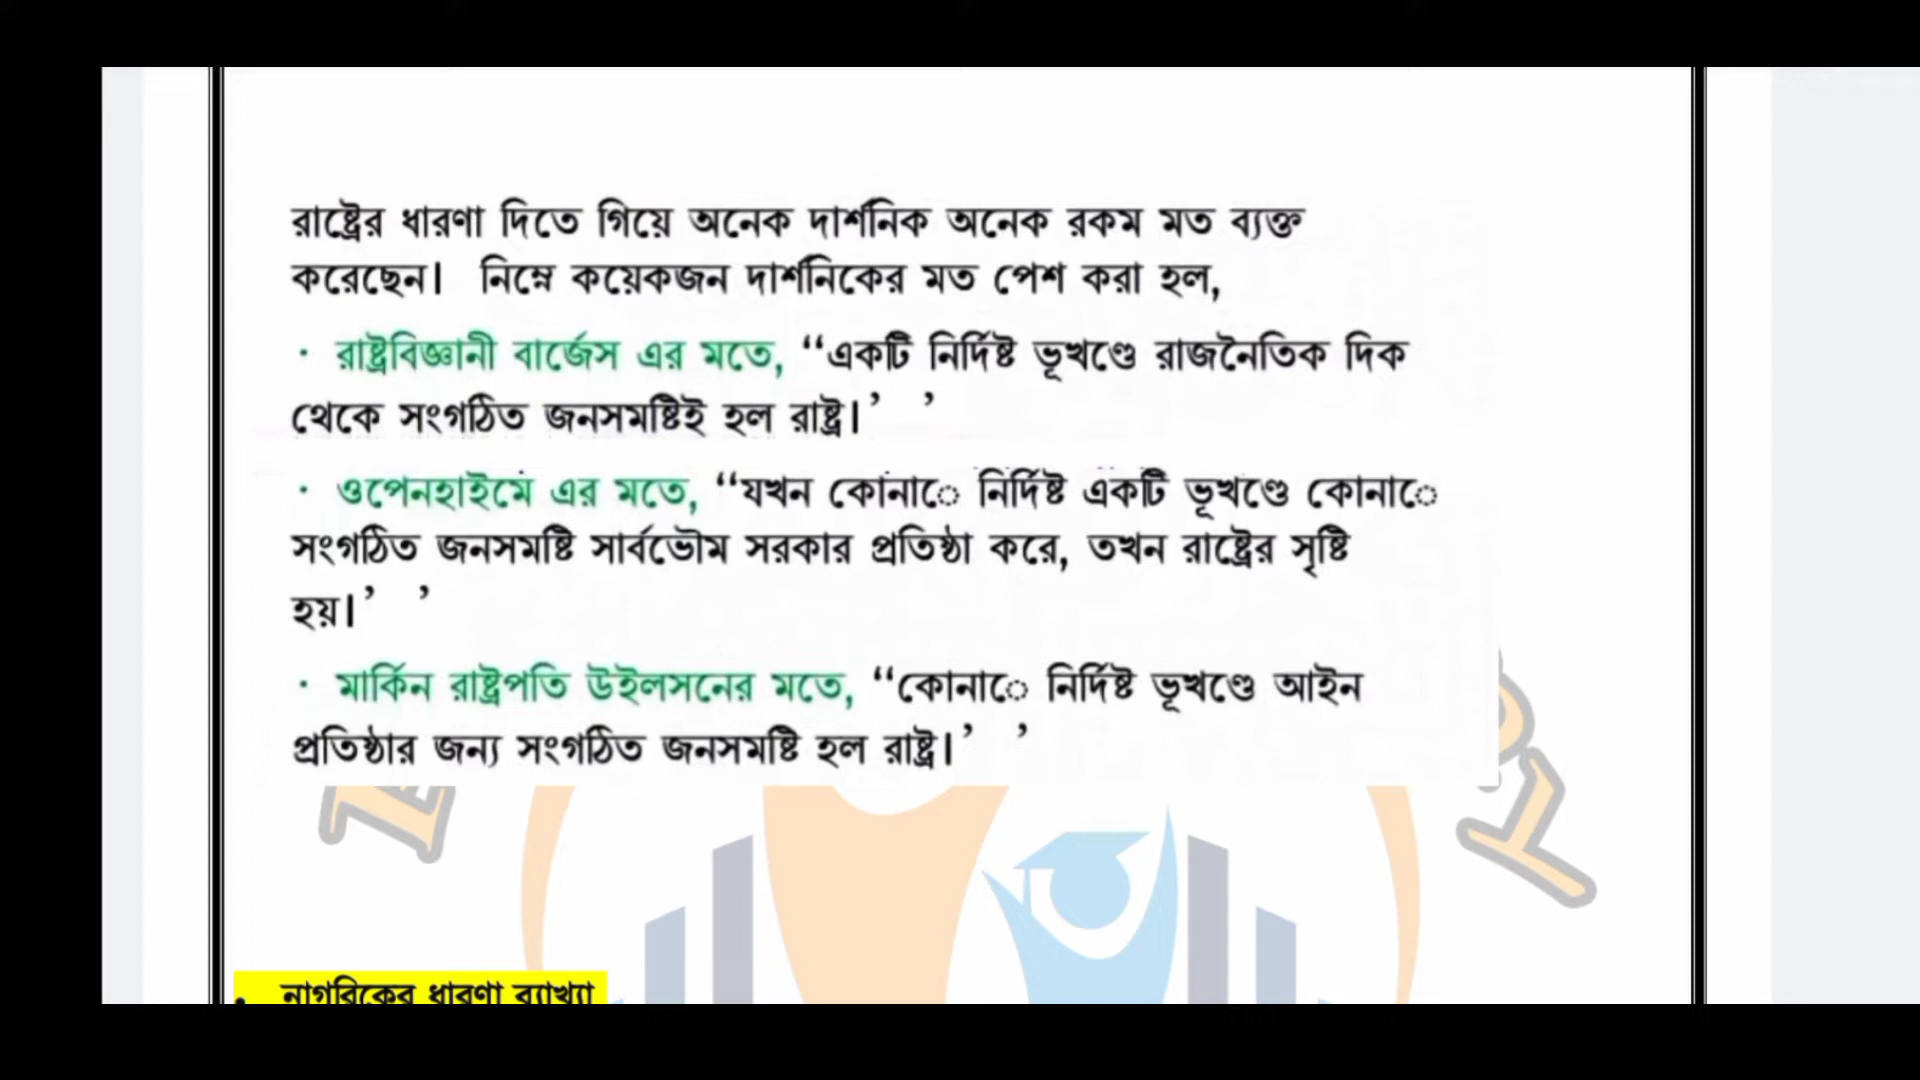 রাষ্ট্রের ধারণা দিতে গিয়ে অনেক দার্শনিক অনেক রকম মত ব্যক্ত
করেছেন। নিম্নে কয়েকজন দার্শনিকের মত পেশ করা হল,
· রাষ্ট্রবিজ্ঞানী বার্জেস এর মতে, “একটি নির্দিষ্ট ভূখণ্ডে রাজনৈতিক দিক
থেকে সংগঠিত জনসমষ্টিই হল রাষ্ট্র।’ ’
· ওপেনহাইমে এর মতে, “যখন কোনাে নির্দিষ্ট একটি ভূখণ্ডে কোনাে
সংগঠিত জনসমষ্টি সার্বভৌম সরকার প্রতিষ্ঠা করে, তখন রাষ্ট্রের সৃষ্টি
হয়।’ ’
· মার্কিন রাষ্ট্রপতি উইলসনের মতে, “কোনাে নির্দিষ্ট ভূখণ্ডে আইন
প্রতিষ্ঠার জন্য সংগঠিত জনসমষ্টি হল রাষ্ট্র।’ ’
• নাগরিকের ধারণা ব্যাখ্যা